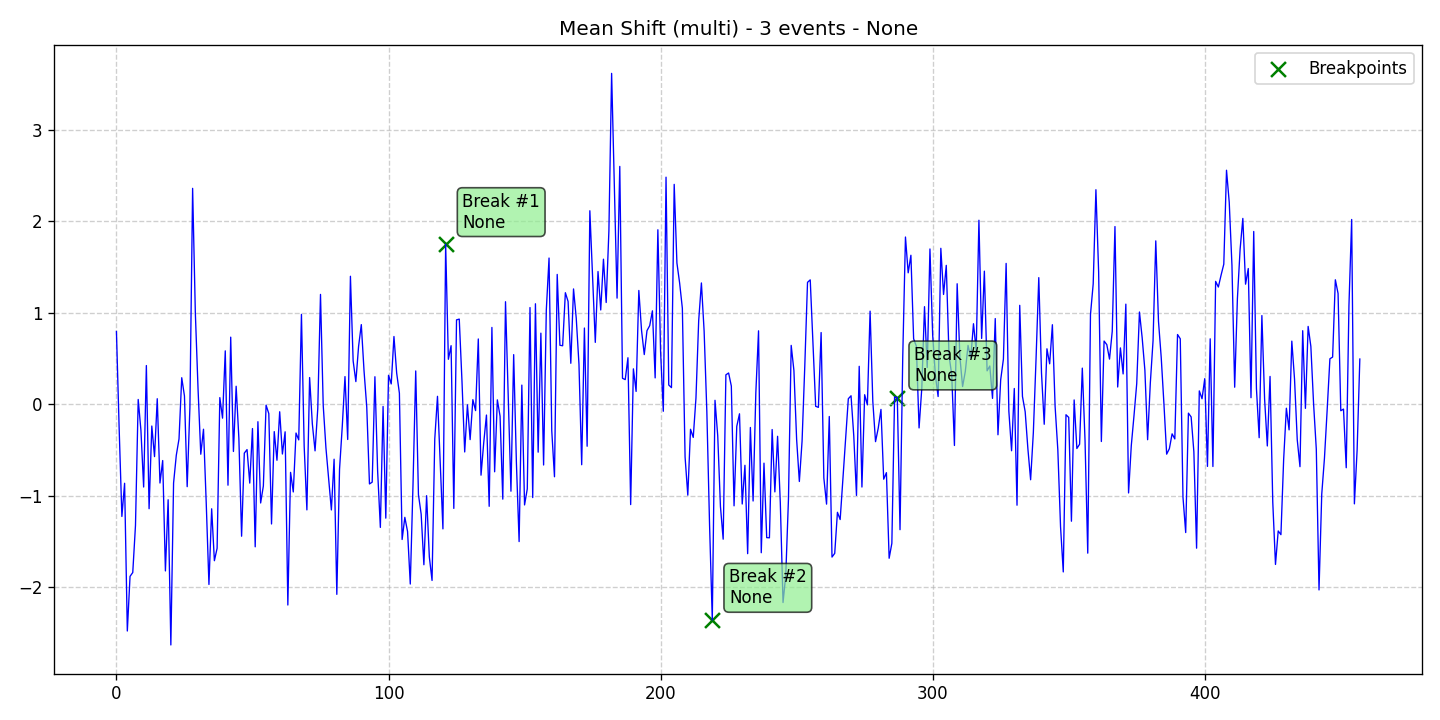 Mean Shift (multi) - 3 events - None
Breakpoints
Break #1
None
Break #3
None
Break #2
None
3
2
1
0
−1
−2
0
100
200
300
400